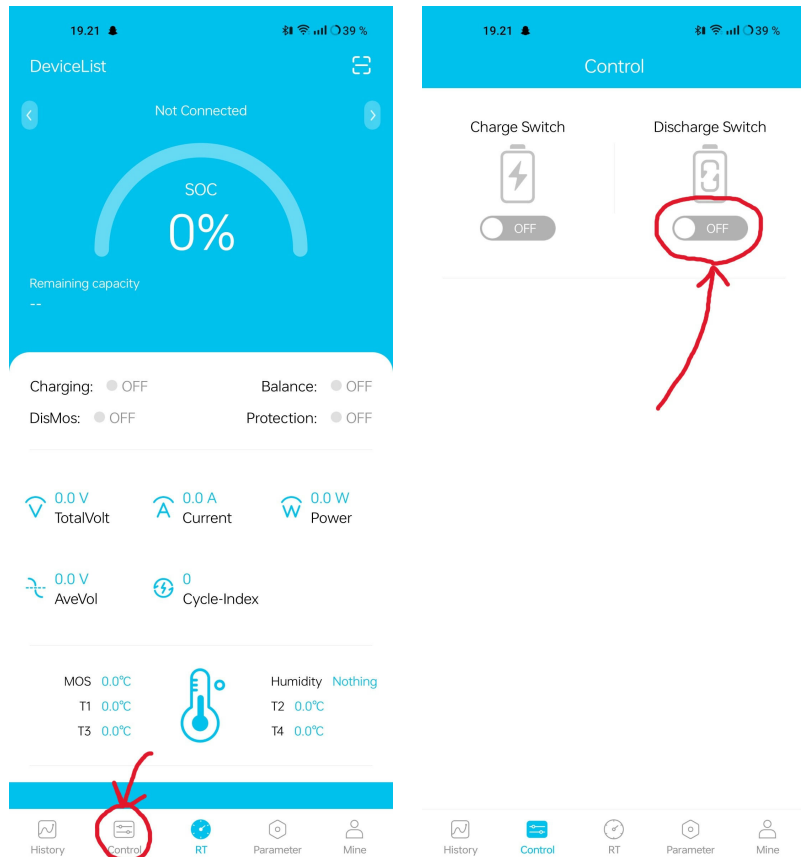 19.21 39 %
DeviceList
Not Connected
SOC
0%
Remaining capacity
--
Charging: OFF Balance: OFF
DisMos: OFF Protection: OFF
0.0 V 0.0 A 0.0 W
V TotalVolt A Current W Power
0.0 V 0
AveVol Cycle-Index
MOS 0.0°C Humidity Nothing
T1 0.0°C T2 0.0°C
T3 0.0°C T4 0.0°C
History Control RT Parameter Mine
19.21 39 %
Control
Charge Switch Discharge Switch
OFF OFF
History Control RT Parameter Mine